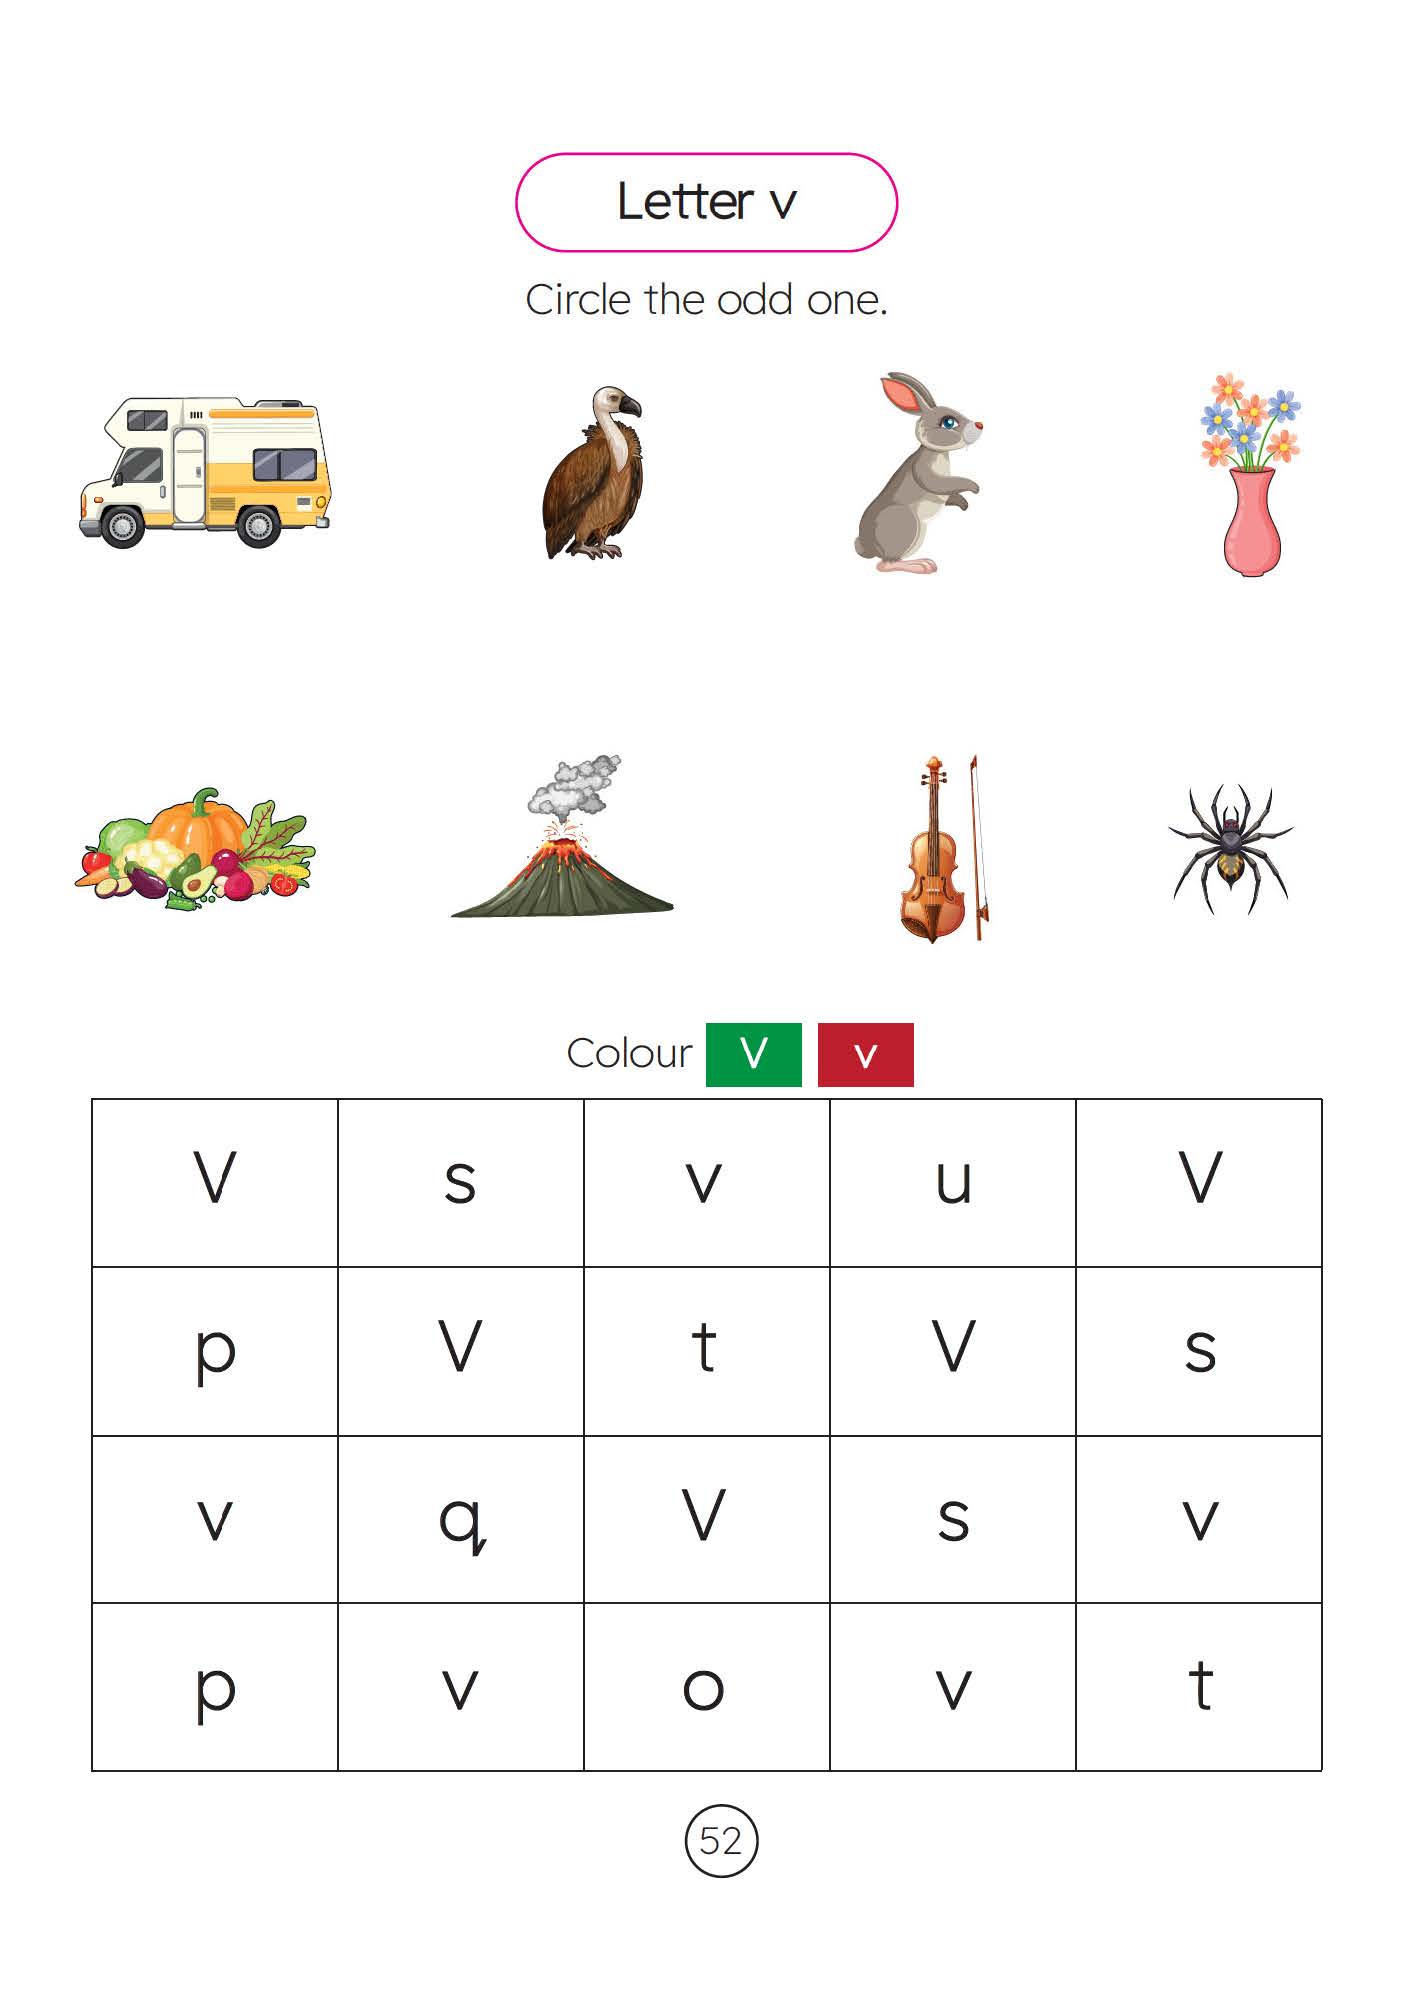 Letter v
Circle the odd one.
Colour V v
V s v u V
p V t V s
v q V s v
p v o v t
52